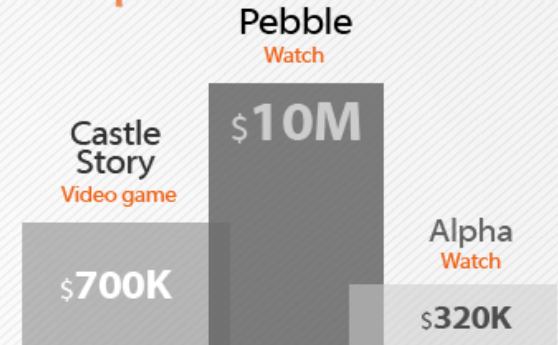 Pebble
Watch
$10M
Castle
Story
Video game
$700K
Alpha
Watch
$320K